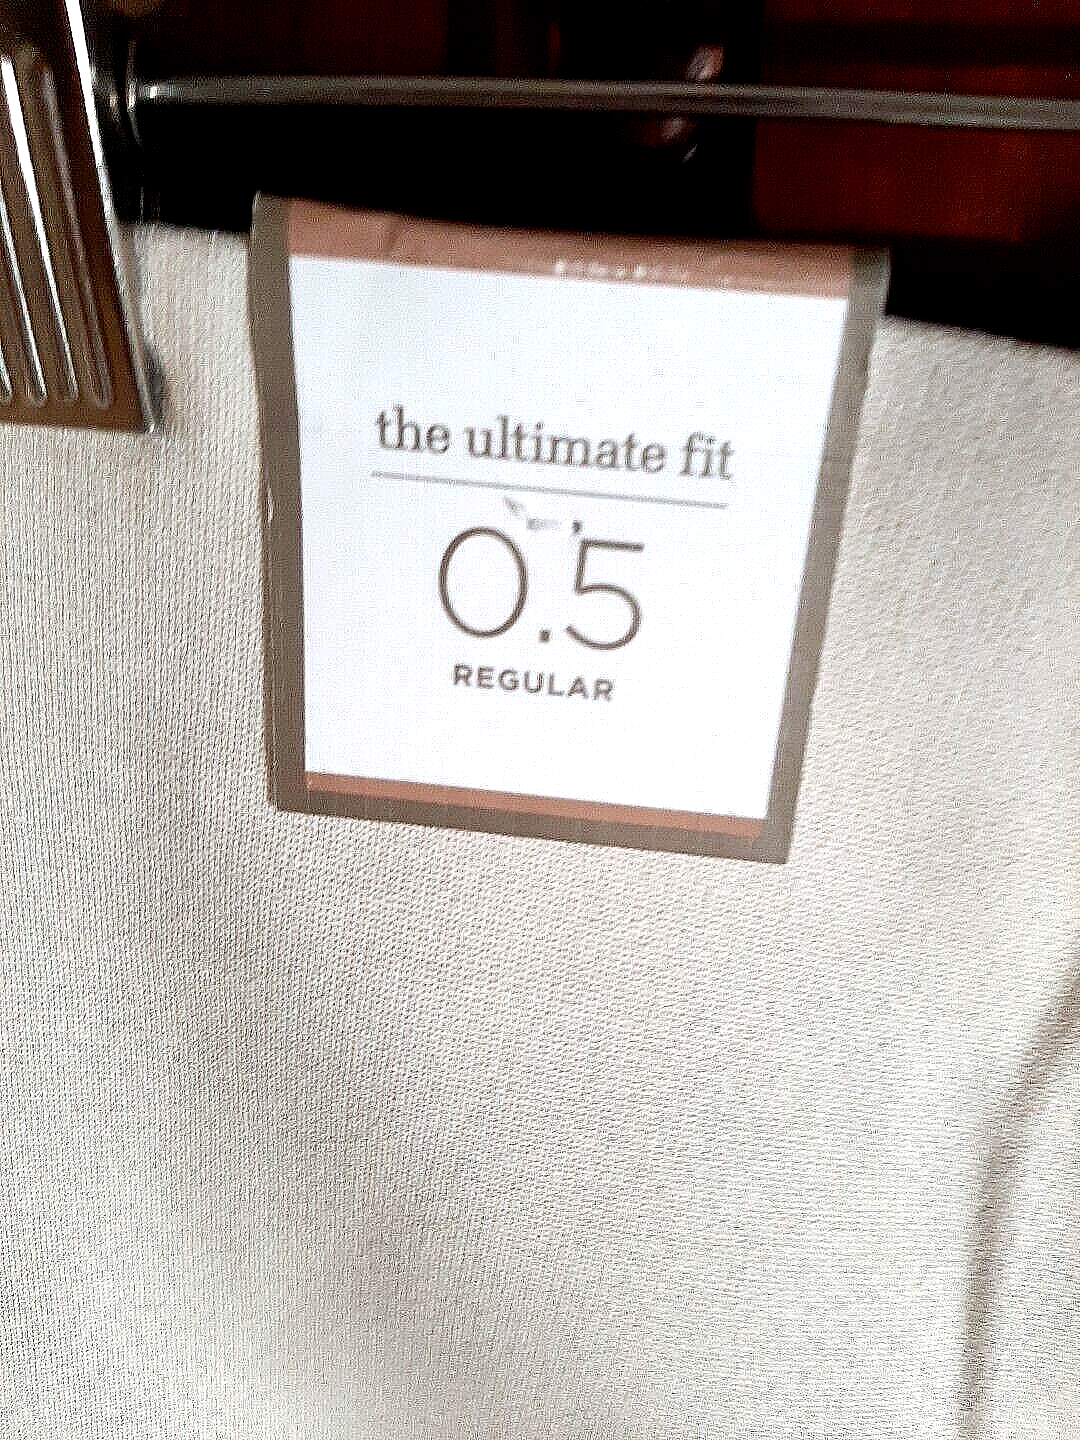 the ultimate fit
0.5
REGULAR